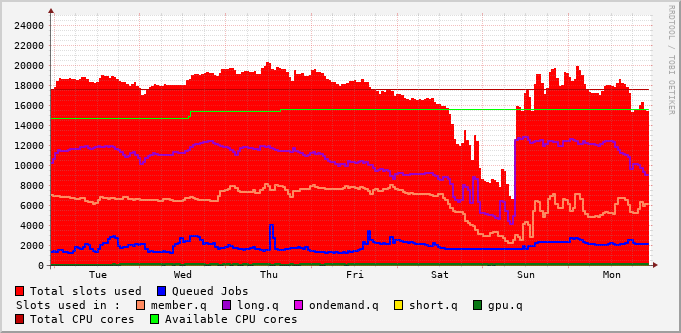 24000
22000
20000
18000
16000
14000
12000
10000
8000
6000
4000
2000
0
Tue Wed Thu Fri Sat Sun Mon
RRDTOOL / TOBI OETIKER
Total slots used Queued Jobs
Slots used in : member.q long.q ondemand.q short.q gpu.q
Total CPU cores Available CPU cores